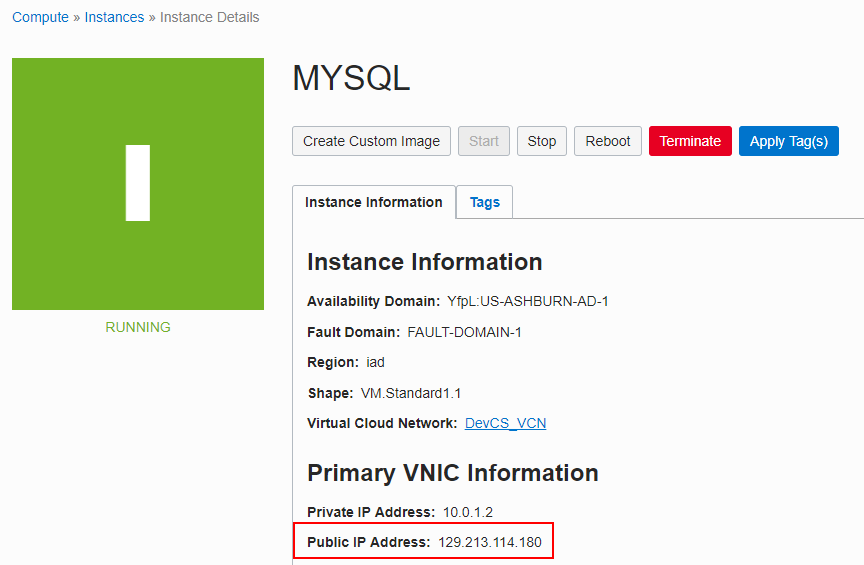 Compute » Instances » Instance Details
MYSQL
Create Custom Image Start Stop Reboot Terminate Apply Tag(s)
Instance Information Tags
Instance Information
Availability Domain: YfpL:US-ASHBURN-AD-1
Fault Domain: FAULT-DOMAIN-1
Region: iad
Shape: VM.Standard1.1
Virtual Cloud Network: DevCS_VCN
Primary VNIC Information
Private IP Address: 10.0.1.2
Public IP Address: 129.213.114.180
I
RUNNING